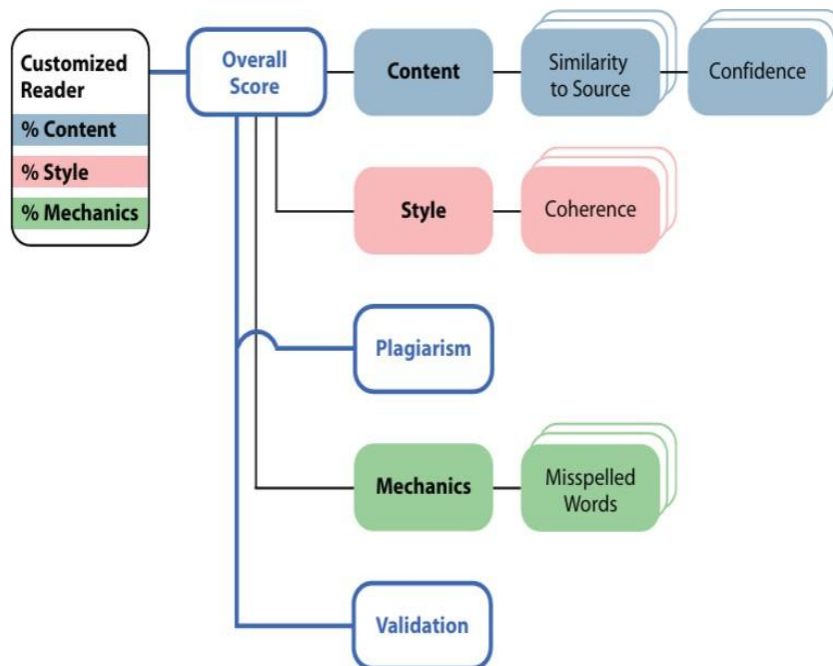 Customized
Reader
% Content
% Style
% Mechanics
Overall
Score
Content
Similarity
to Source
Confidence
Style
Coherence
Plagiarism
Mechanics
Misspelled
Words
Validation